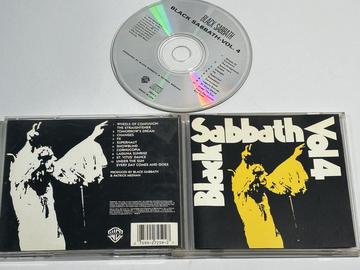 BLACK SABBATH
BLACK SABBATH·VOL. 4
WHEELS OF CONFUSION
THE STRAIGHTENER
TOMORROW'S DREAM
CHANGES
FX
SUPERNAUT
SNOWBLIND
CORNUCOPIA
LAGUNA SUNRISE
ST. VITUS' DANCE
UNDER THE SUN
EVERY DAY COMES AND GOES
PRODUCED BY BLACK SABBATH
& PATRICK MEEHAN
Black
Sabbath
Vol 4